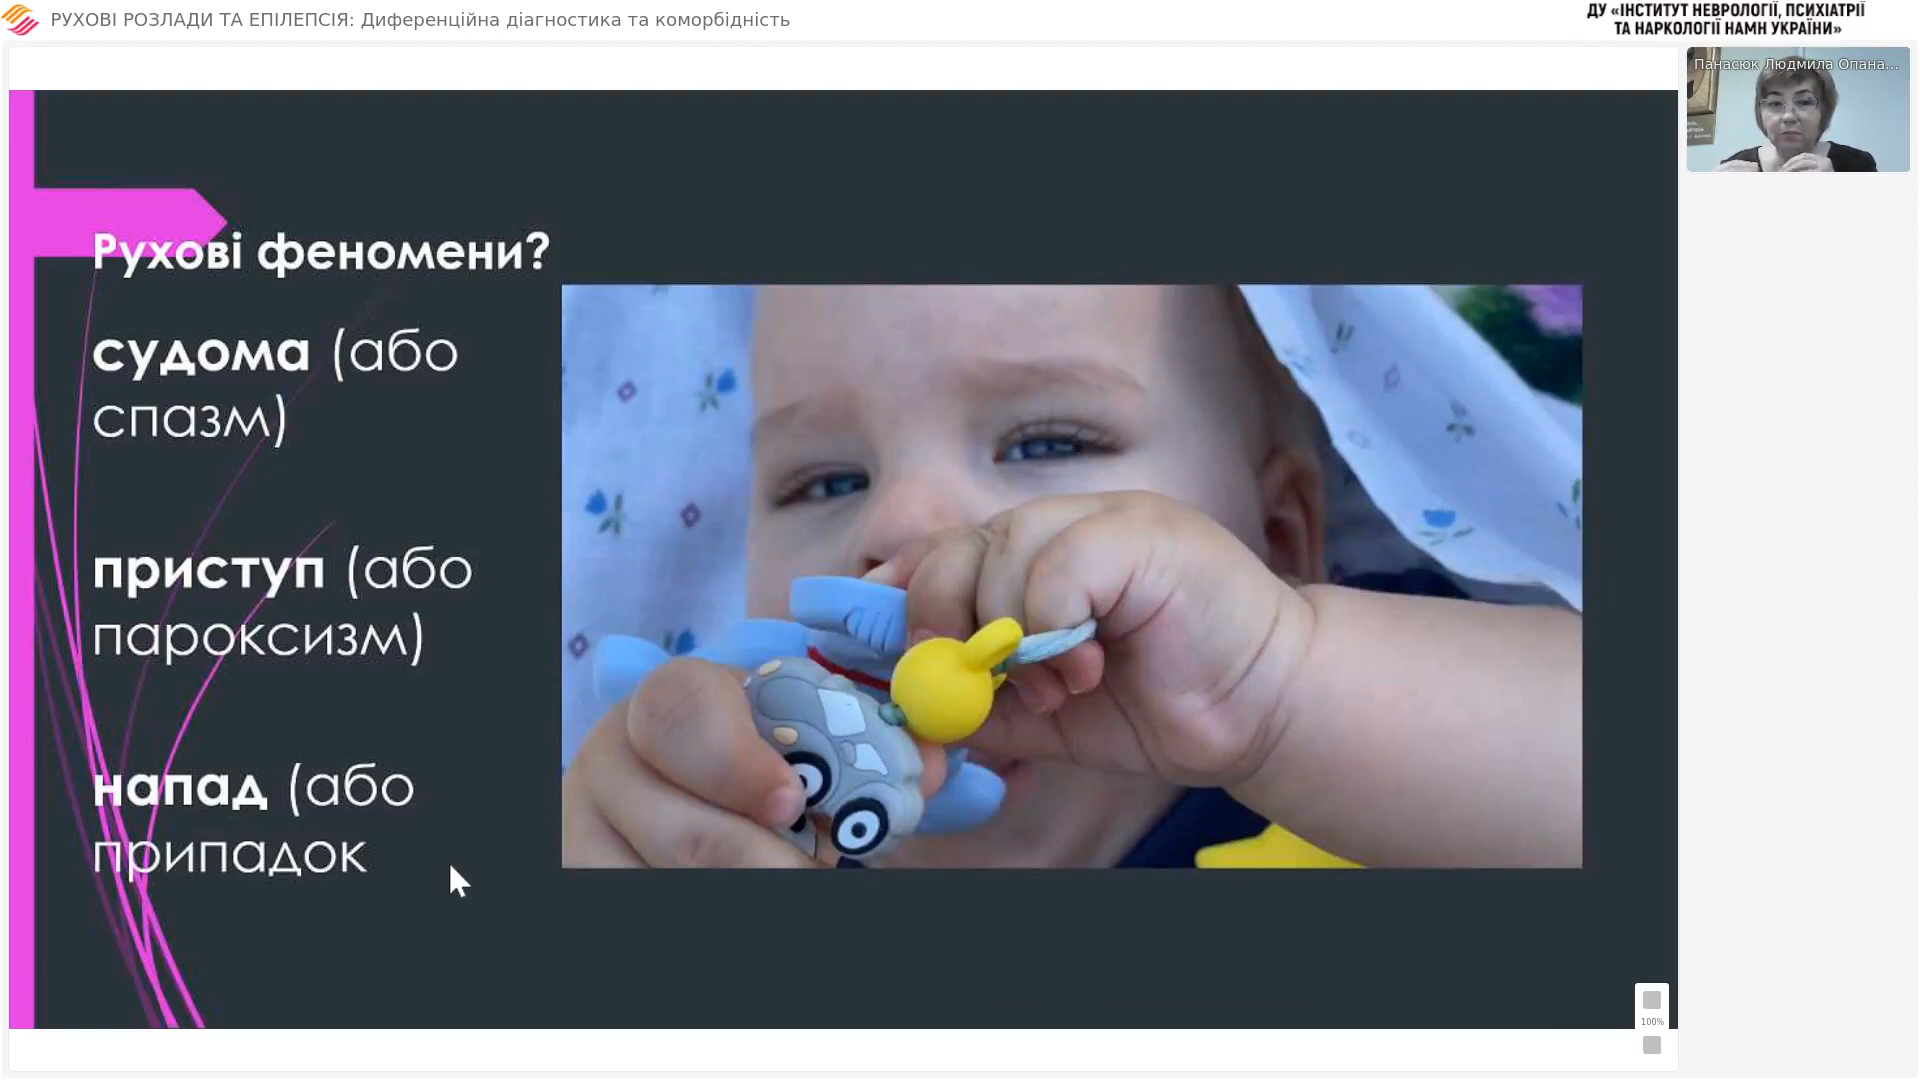 РУХОВІ РОЗЛАДИ ТА ЕПІЛЕПСІЯ: Диференційна діагностика та коморбідність
ДУ «ІНСТИТУТ НЕВРОЛОГІЇ, ПСИХІАТРІЇ
ТА НАРКОЛОГІЇ НАМН УКРАЇНИ»
Панасюк Людмила Опана...
Рухові феномени?
судома (або
спазм)
приступ (або
пароксизм)
напад (або
припадок
100%